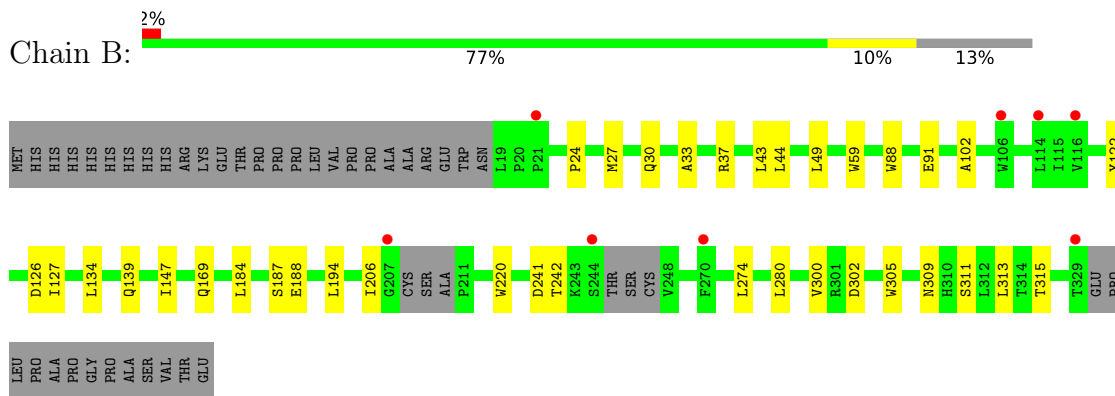 Chain B:
2%
77% 10% 13%
MET HIS HIS HIS HIS HIS HIS HIS HIS ARG LYS GLU THR PRO PRO PRO LEU VAL PRO PRO ALA ALA ARG GLU TRP ASN L19 P20 P21 P24 M27 Q30 A33 R37 L43 L44 L49 W59 W88 E91 A102 W106 L114 I115 V116
D126 I127 L134 Q139 I147 Q169 L184 S187 E188 L194 I206 G207 CYS SER ALA P211 W220 D241 T242 K243 S244 THR SER CYS V248 F270 L274 L280 V300 R301 D302 W305 N309 H310 S311 L312 L313 T314 T315 T329 GLU PRO
LEU PRO ALA PRO GLY PRO ALA SER VAL THR GLU